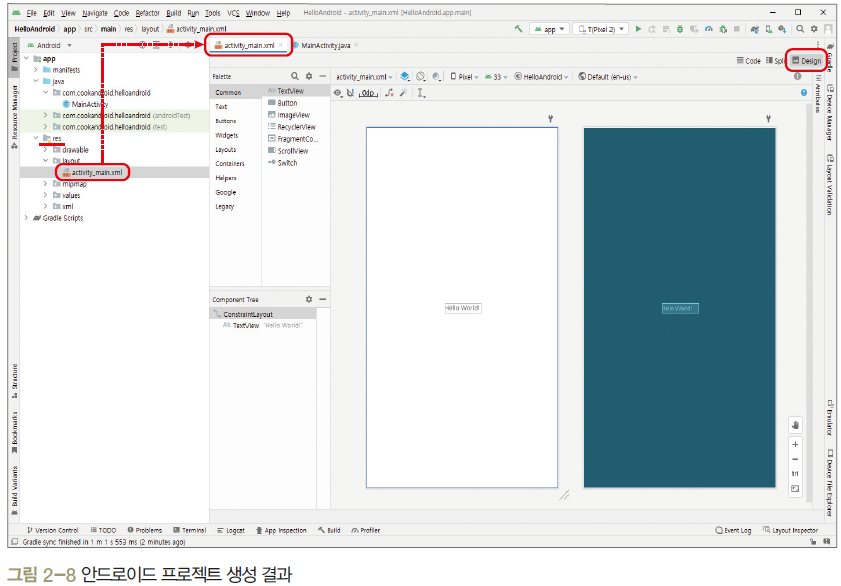 File Edit View Navigate Code Refactor Build Run Tools VCS Window Help HelloAndroid - activity_main.xml [HelloAndroid.app.main]
HelloAndroid app src main res layout activity_main.xml
app T(Pixel 2)
Android
activity_main.xml MainActivity.java
Code Split Design
app
manifests
java
com.cookandroid.helloandroid
MainActivity
com.cookandroid.helloandroid (androidTest)
com.cookandroid.helloandroid (test)
res
drawable
layout
activity_main.xml
mipmap
values
xml
Gradle Scripts
Project
Resource Manager
Structure
Bookmarks
Build Variants
Palette
Common
Text
Buttons
Widgets
Layouts
Containers
Helpers
Google
Legacy
Ab TextView
Button
ImageView
RecyclerView
FragmentCo...
ScrollView
Switch
Component Tree
ConstraintLayout
Ab TextView "Hello World!"
activity_main.xml Pixel 33 HelloAndroid Default (en-us)
0dp
Hello World!
Hello World!
1:1
Gradle
Attributes
Device Manager
Layout Validation
Emulator
Device File Explorer
Version Control TODO Problems Terminal Logcat App Inspection Build Profiler Event Log Layout Inspector
Gradle sync finished in 1 m 1 s 559 ms (2 minutes ago)
그림 2-8 안드로이드 프로젝트 생성 결과